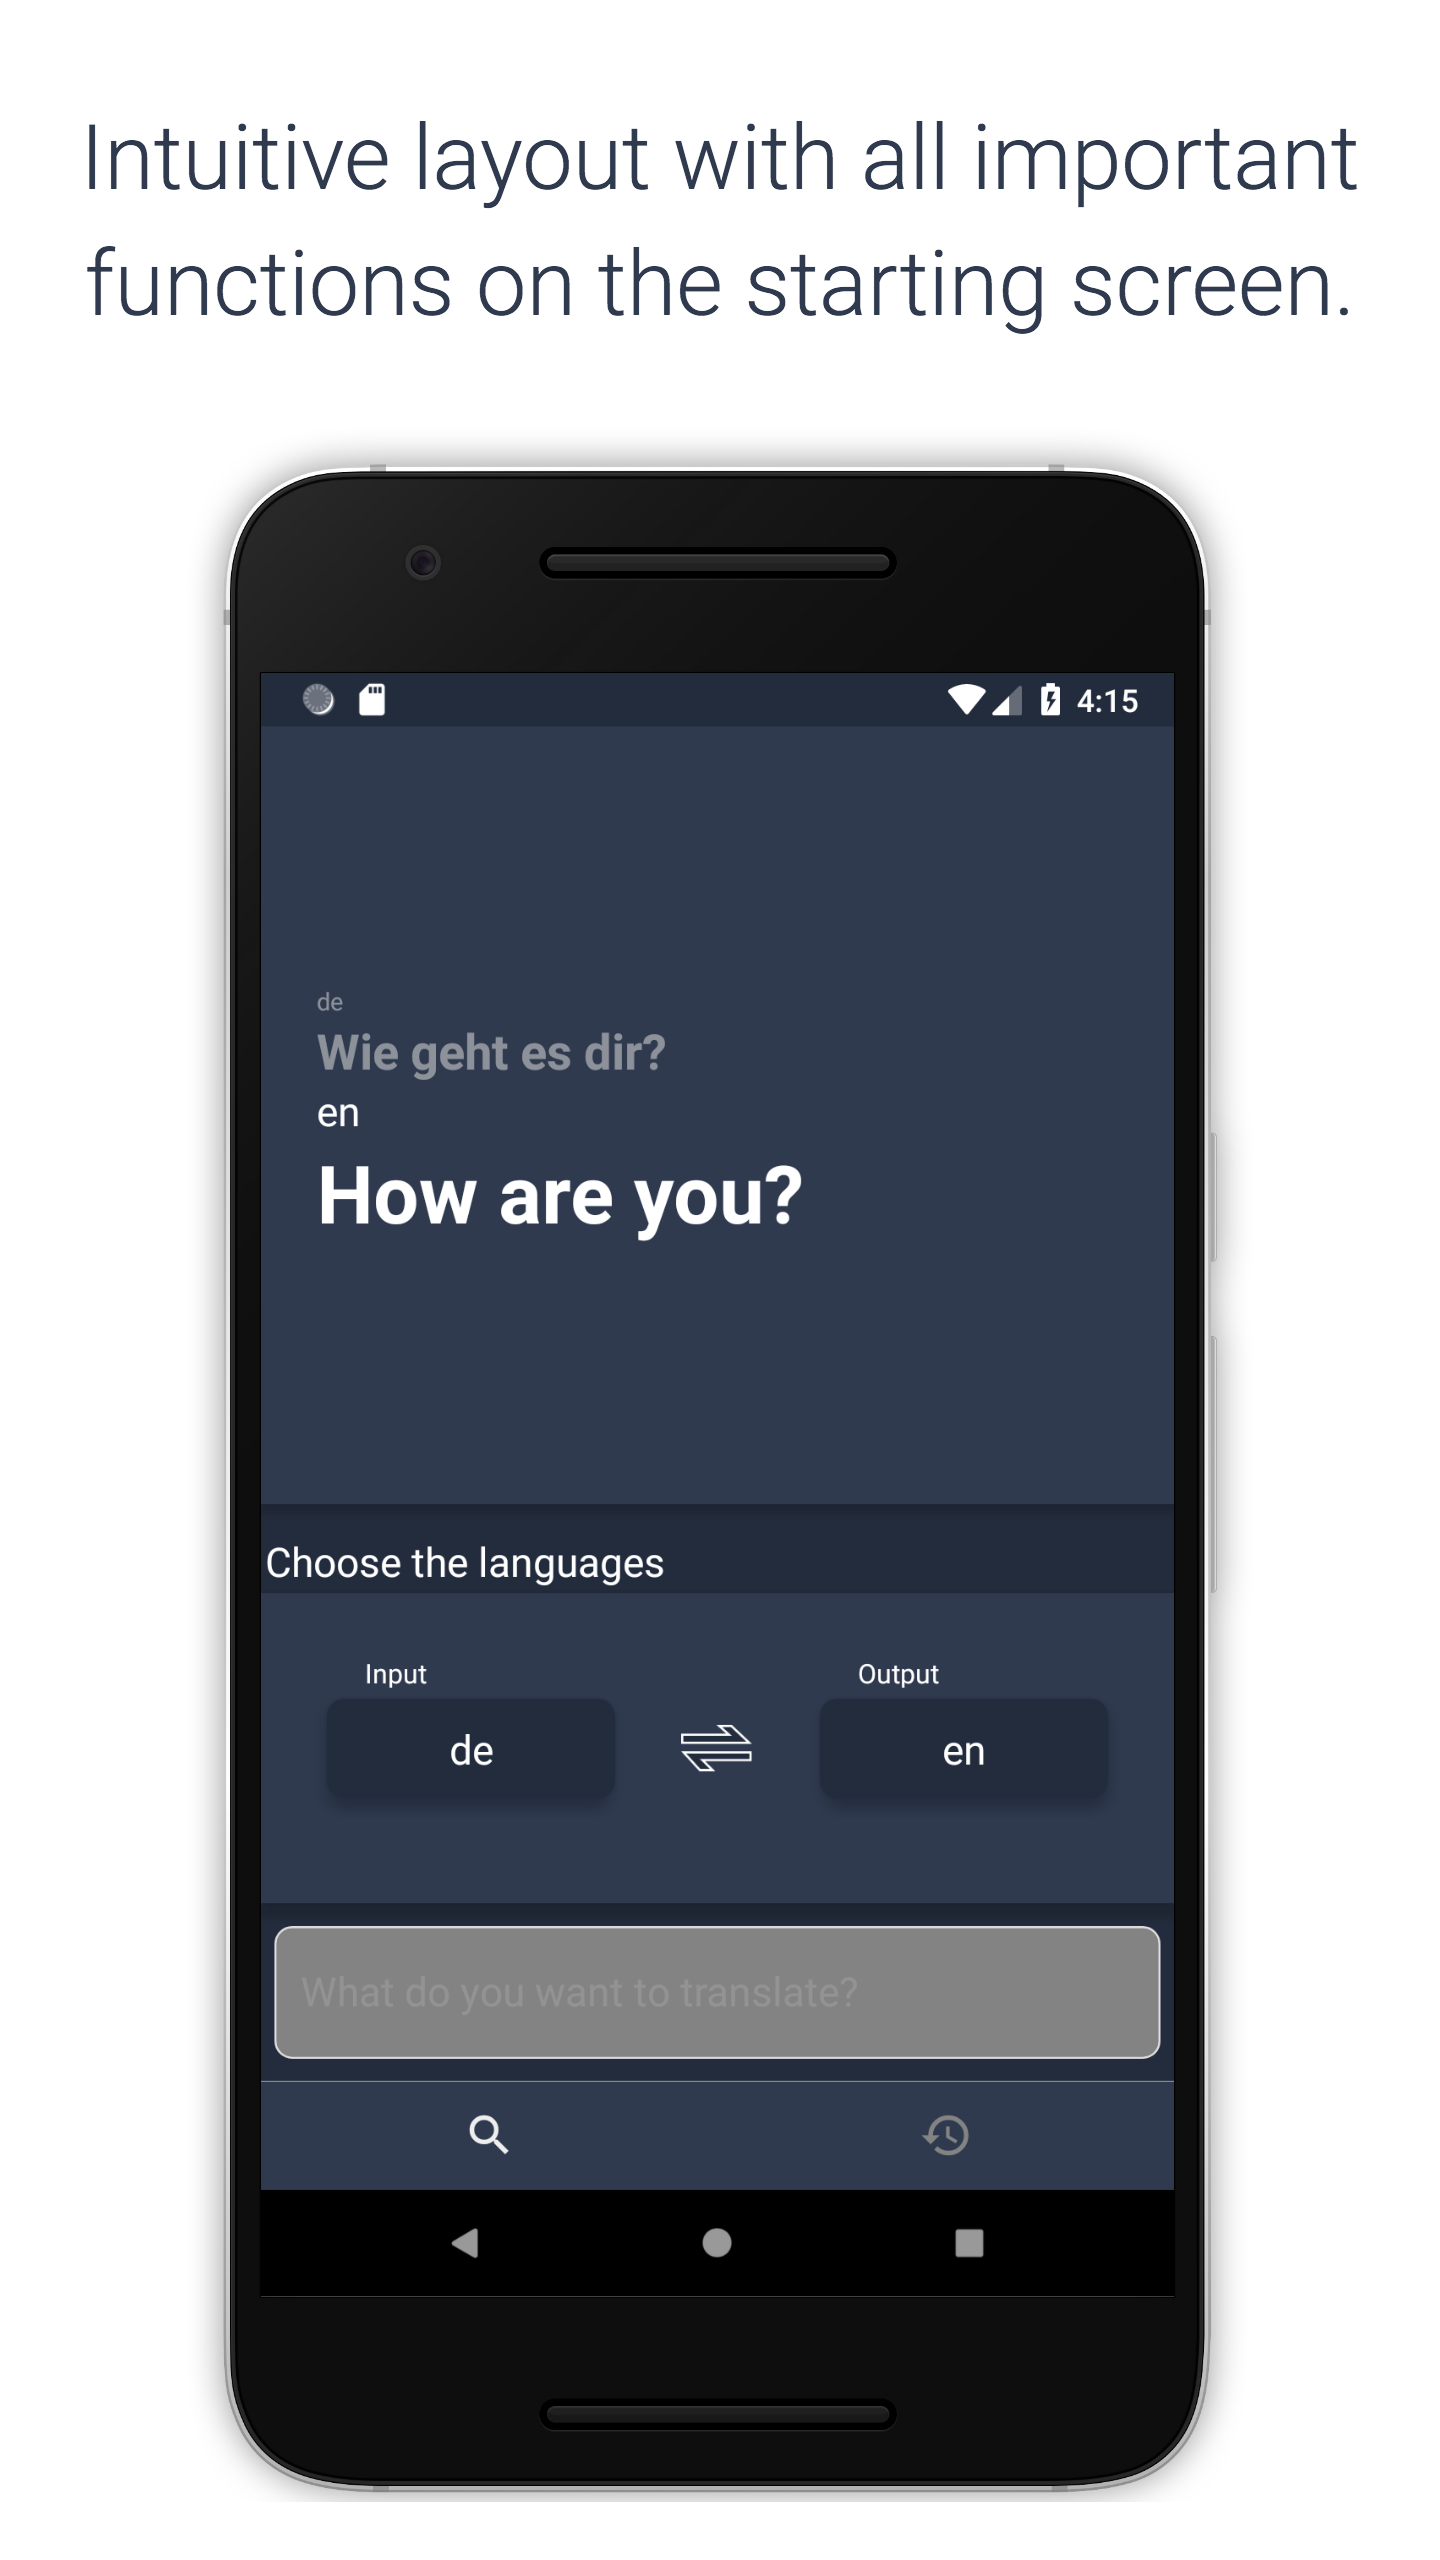 Intuitive layout with all important
functions on the starting screen.
4:15
de
Wie geht es dir?
en
How are you?
Choose the languages
Input
Output
de
en
What do you want to translate?